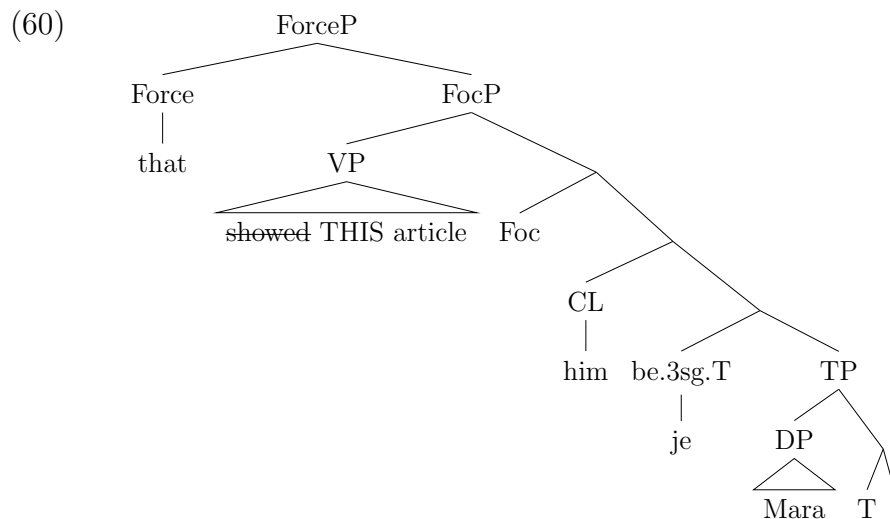 (60) ForceP
Force FocP
that VP
showed THIS article Foc
CL
him be.3sg.T TP
je DP
Mara T